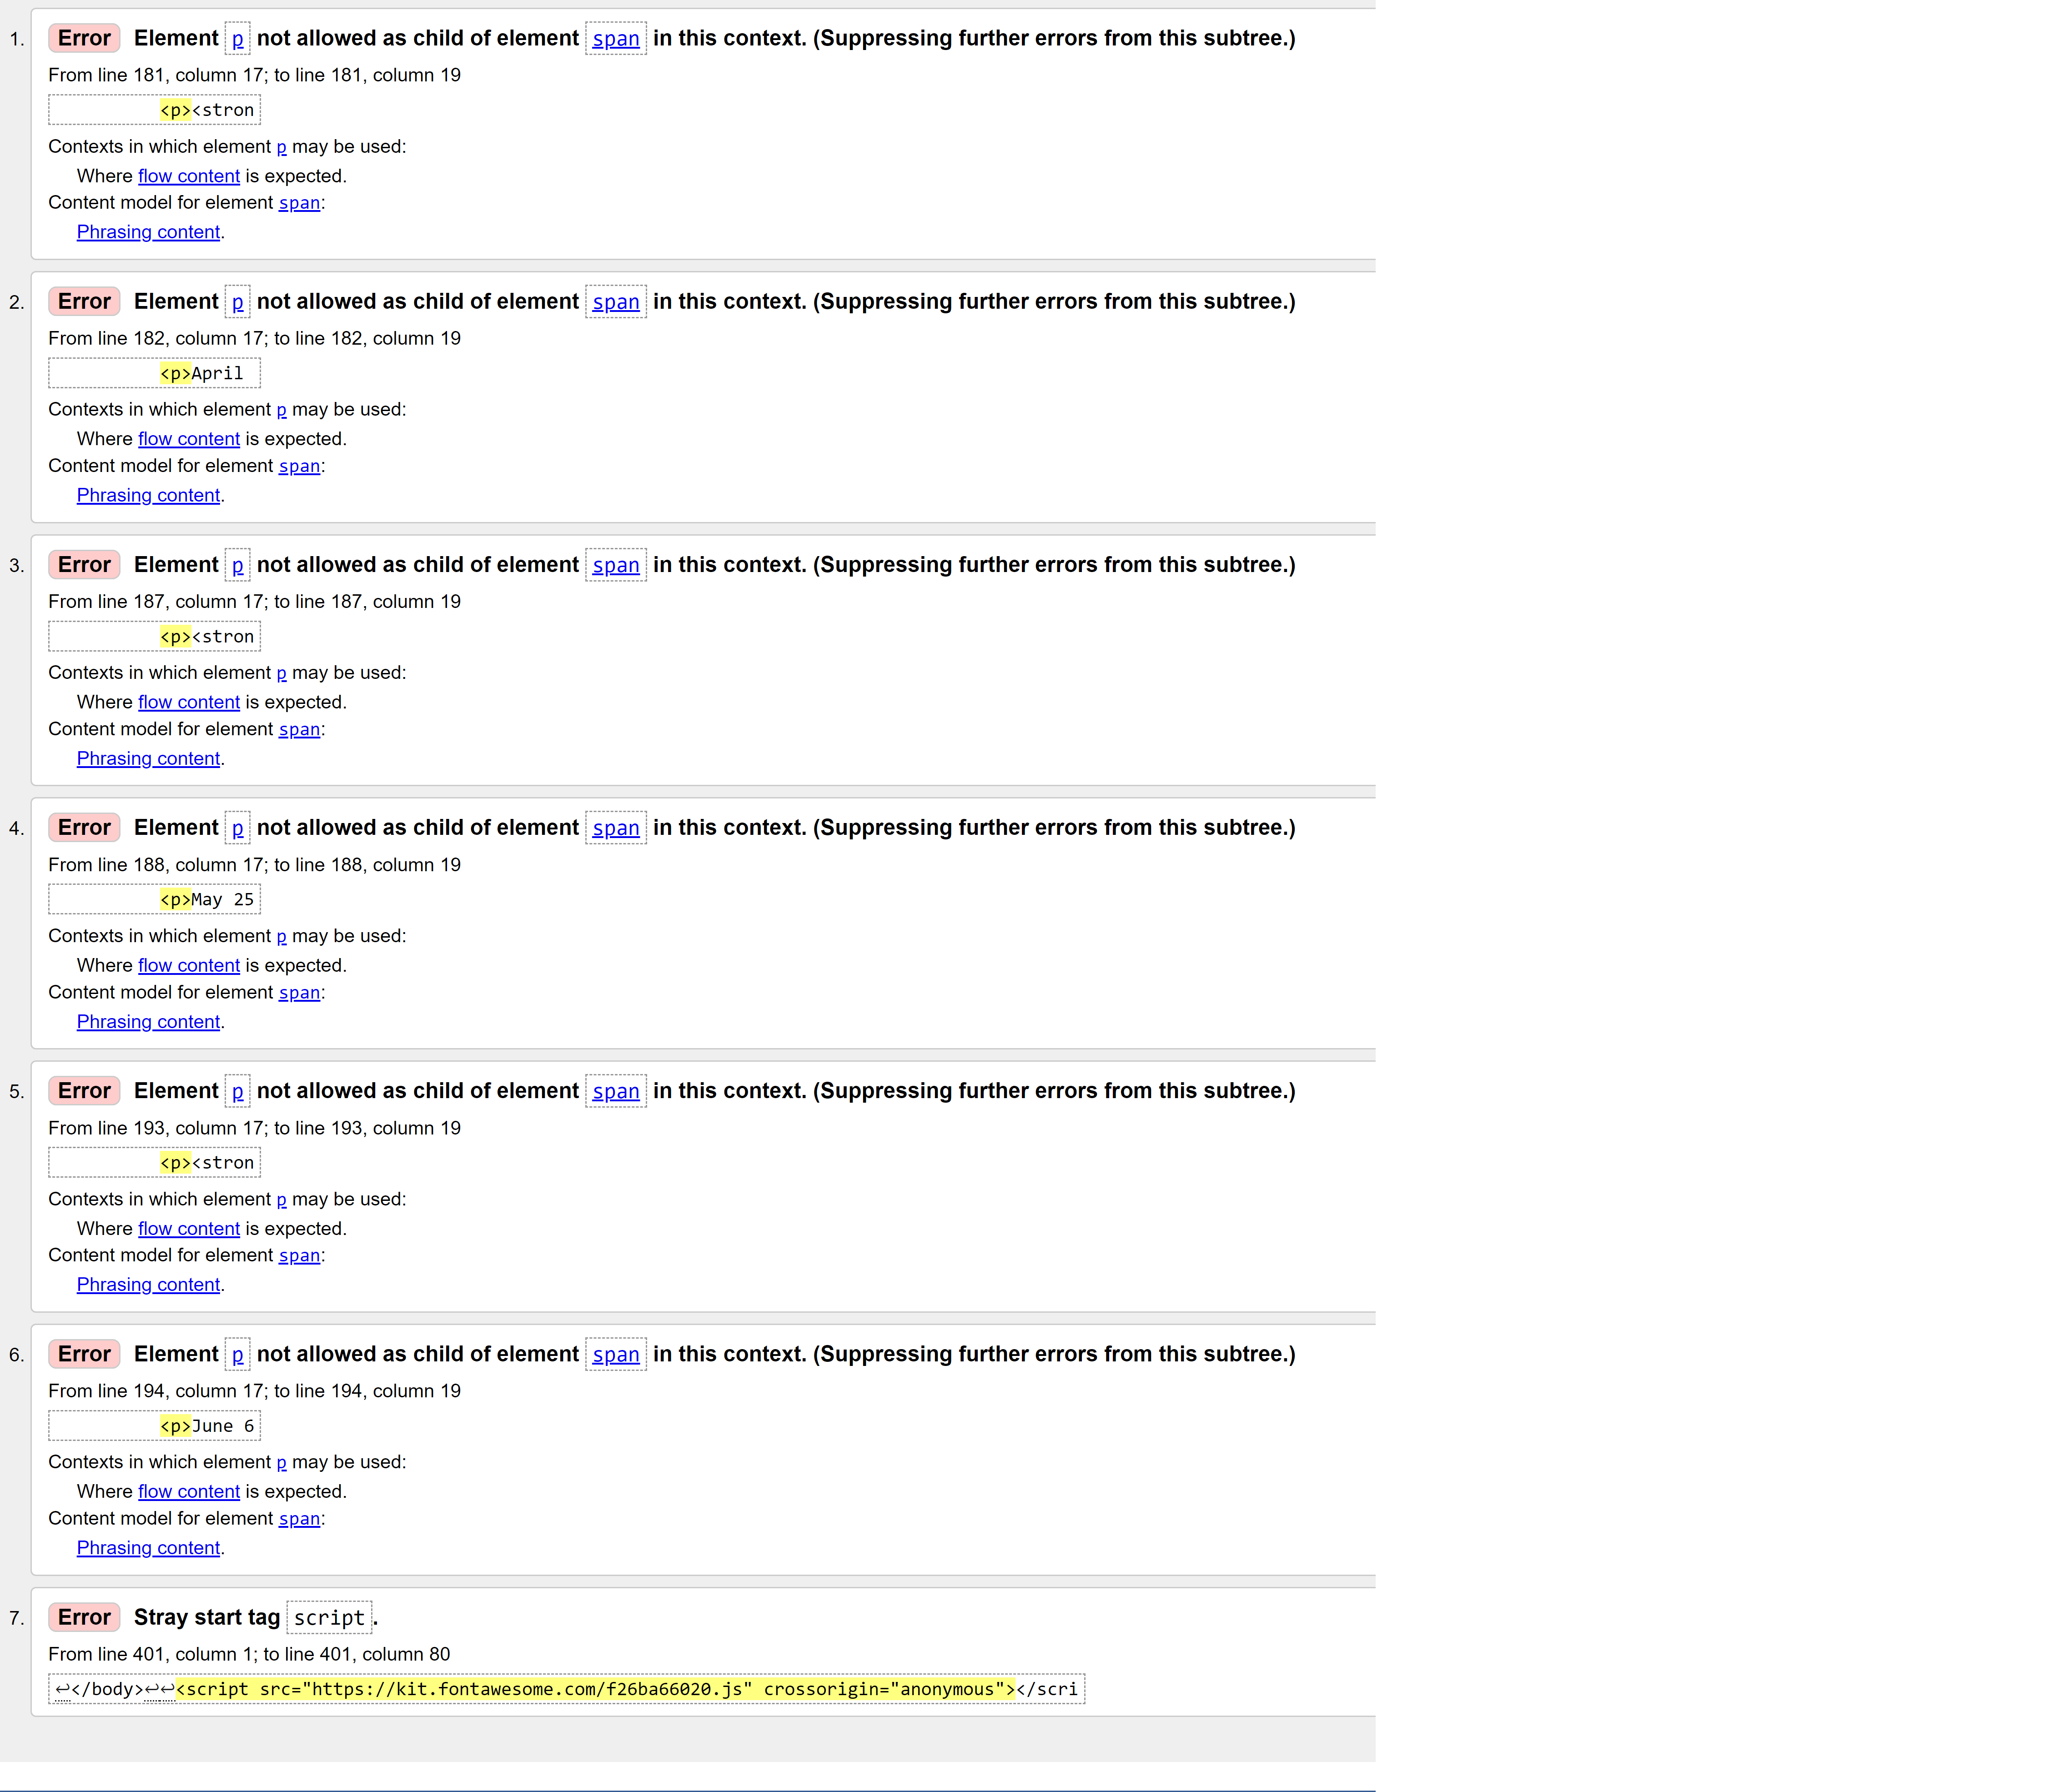 1. Error Element p not allowed as child of element span in this context. (Suppressing further errors from this subtree.)
From line 181, column 17; to line 181, column 19
<p><stron
Contexts in which element p may be used:
Where flow content is expected.
Content model for element span:
Phrasing content.
2. Error Element p not allowed as child of element span in this context. (Suppressing further errors from this subtree.)
From line 182, column 17; to line 182, column 19
<p>April
Contexts in which element p may be used:
Where flow content is expected.
Content model for element span:
Phrasing content.
3. Error Element p not allowed as child of element span in this context. (Suppressing further errors from this subtree.)
From line 187, column 17; to line 187, column 19
<p><stron
Contexts in which element p may be used:
Where flow content is expected.
Content model for element span:
Phrasing content.
4. Error Element p not allowed as child of element span in this context. (Suppressing further errors from this subtree.)
From line 188, column 17; to line 188, column 19
<p>May 25
Contexts in which element p may be used:
Where flow content is expected.
Content model for element span:
Phrasing content.
5. Error Element p not allowed as child of element span in this context. (Suppressing further errors from this subtree.)
From line 193, column 17; to line 193, column 19
<p><stron
Contexts in which element p may be used:
Where flow content is expected.
Content model for element span:
Phrasing content.
6. Error Element p not allowed as child of element span in this context. (Suppressing further errors from this subtree.)
From line 194, column 17; to line 194, column 19
<p>June 6
Contexts in which element p may be used:
Where flow content is expected.
Content model for element span:
Phrasing content.
7. Error Stray start tag script.
From line 401, column 1; to line 401, column 80
↩</body>↩↩<script src="https://kit.fontawesome.com/f26ba66020.js" crossorigin="anonymous"></scri